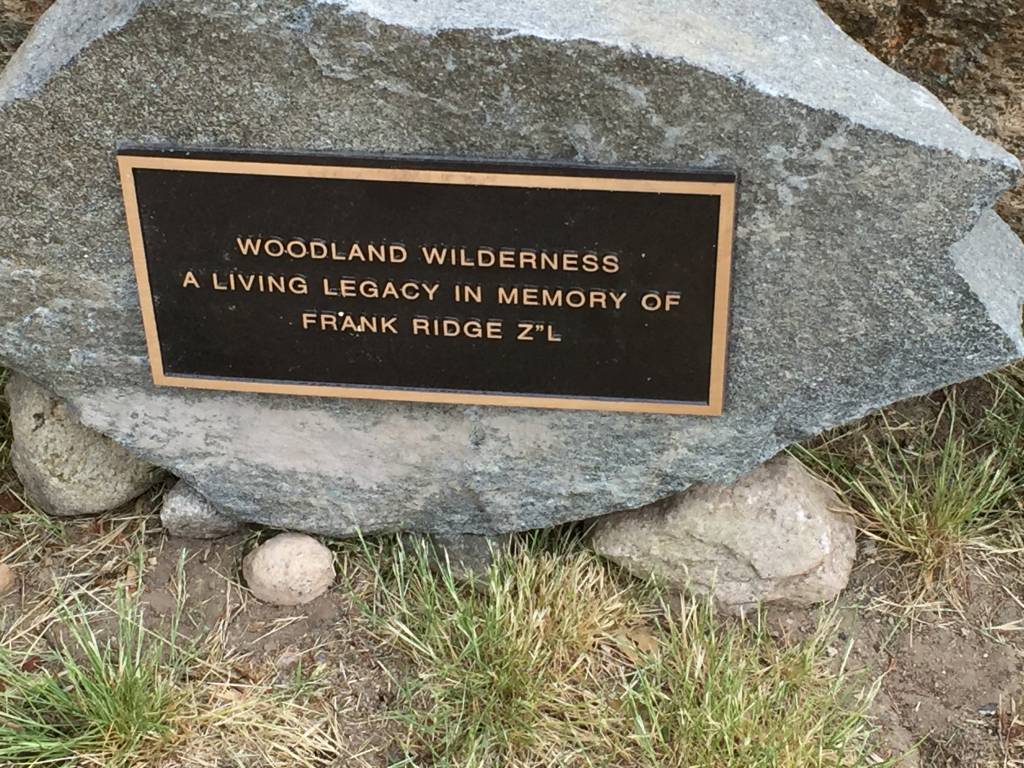 WOODLAND WILDERNESS
A LIVING LEGACY IN MEMORY OF
FRANK RIDGE Z”L